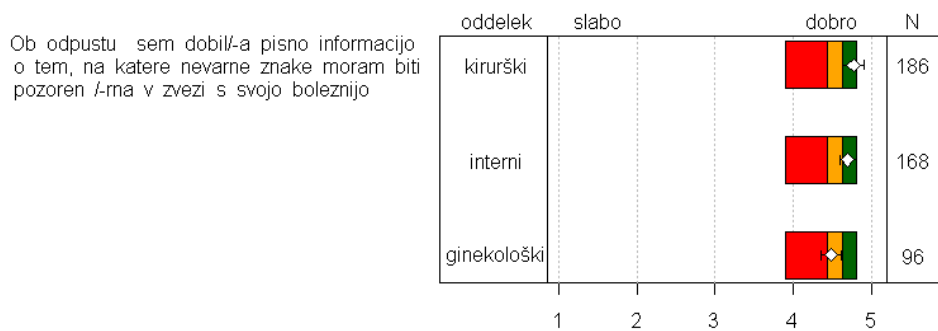 oddelek slabo dobro N
Ob odpustu sem dobil/-a pisno informacijo
o tem, na katere nevarne znake moram biti
pozoren /-rna v zvezi s svojo boleznijo
kirurški 186
interni 168
ginekološki 96
1 2 3 4 5